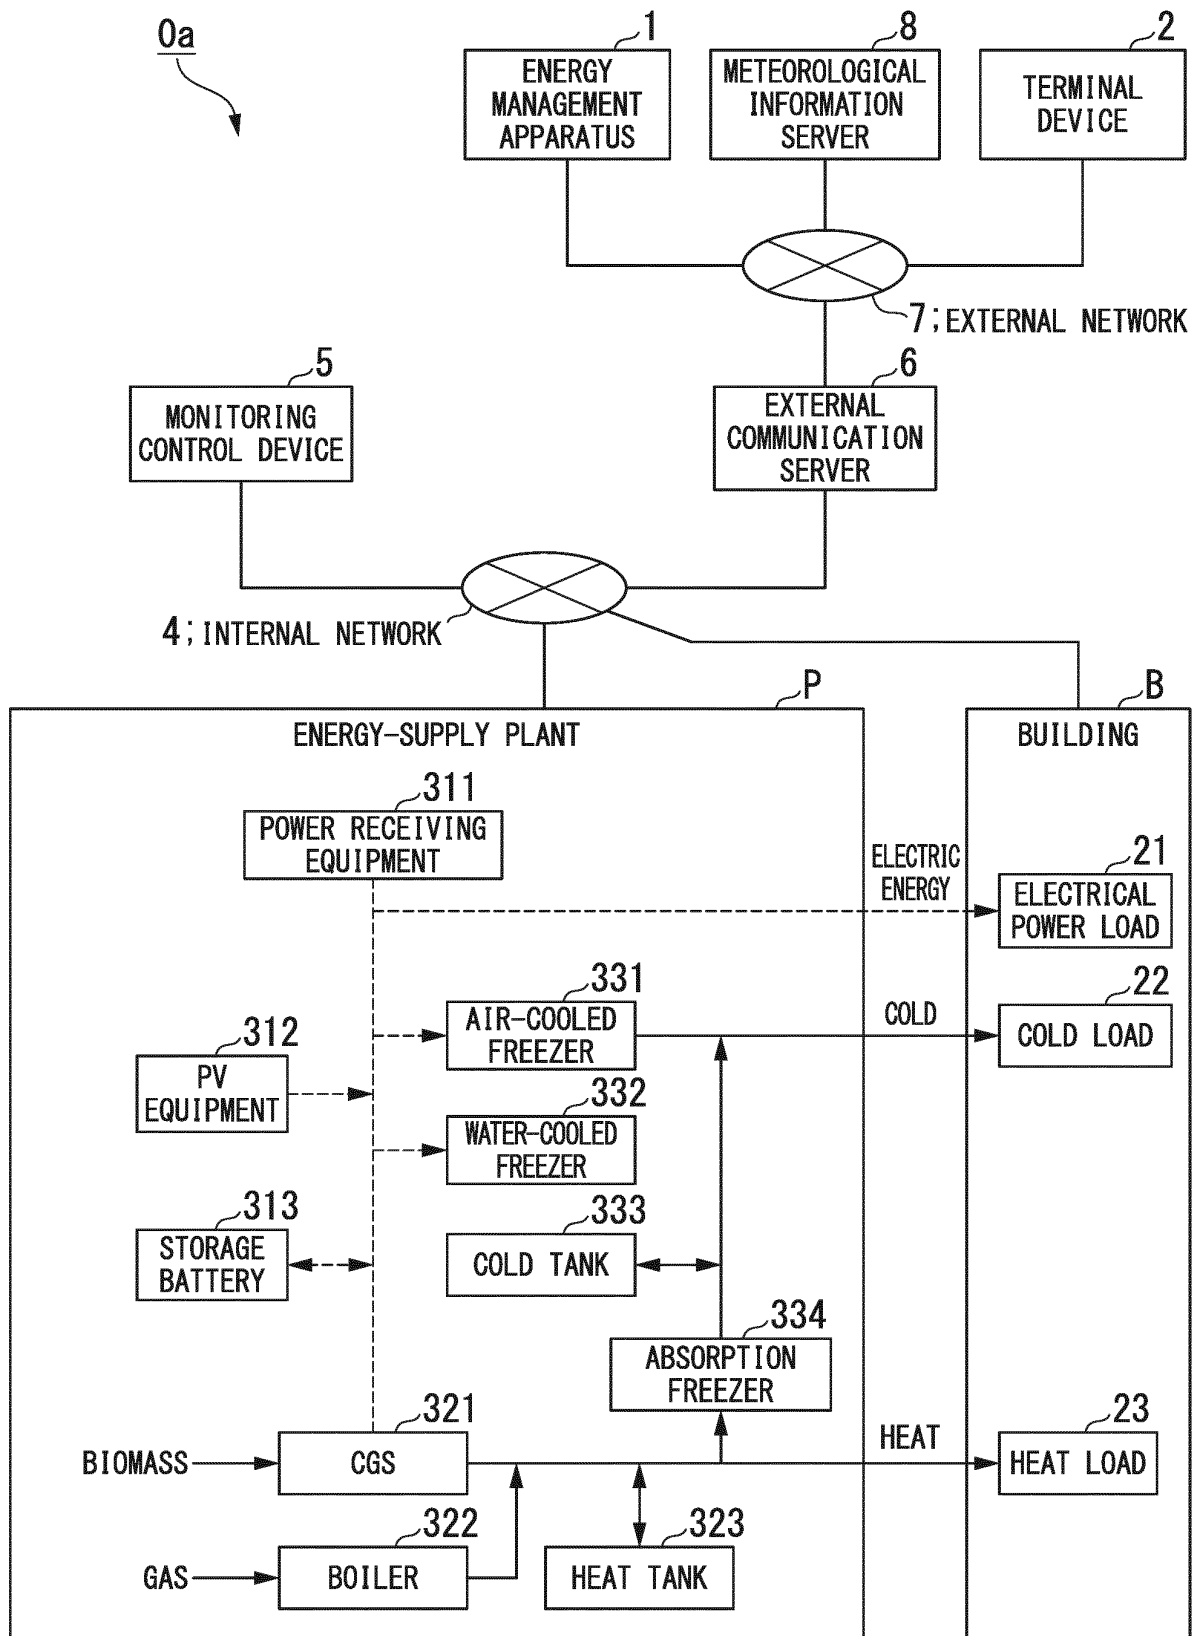 0a
1
8
2
ENERGY
MANAGEMENT
APPARATUS
METEOROLOGICAL
INFORMATION
SERVER
TERMINAL
DEVICE
7;EXTERNAL NETWORK
5
6
MONITORING
CONTROL DEVICE
EXTERNAL
COMMUNICATION
SERVER
4;INTERNAL NETWORK
P
B
ENERGY-SUPPLY PLANT
BUILDING
311
POWER RECEIVING
EQUIPMENT
ELECTRIC
ENERGY
21
ELECTRICAL
POWER LOAD
331
AIR-COOLED
FREEZER
COLD
22
COLD LOAD
312
PV
EQUIPMENT
332
WATER-COOLED
FREEZER
313
STORAGE
BATTERY
333
COLD TANK
334
ABSORPTION
FREEZER
321
BIOMASS
CGS
HEAT
23
HEAT LOAD
322
GAS
BOILER
323
HEAT TANK